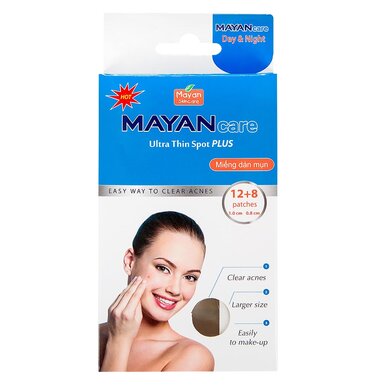 MAYANcare
Day & Night
HOT
Mayan
Skincare
MAYANcare
Ultra Thin Spot PLUS
Miếng dán mụn
EASY WAY TO CLEAR ACNES
12+8
patches
1.0 cm 0.8 cm
Clear acnes
Larger size
Easily
to make-up